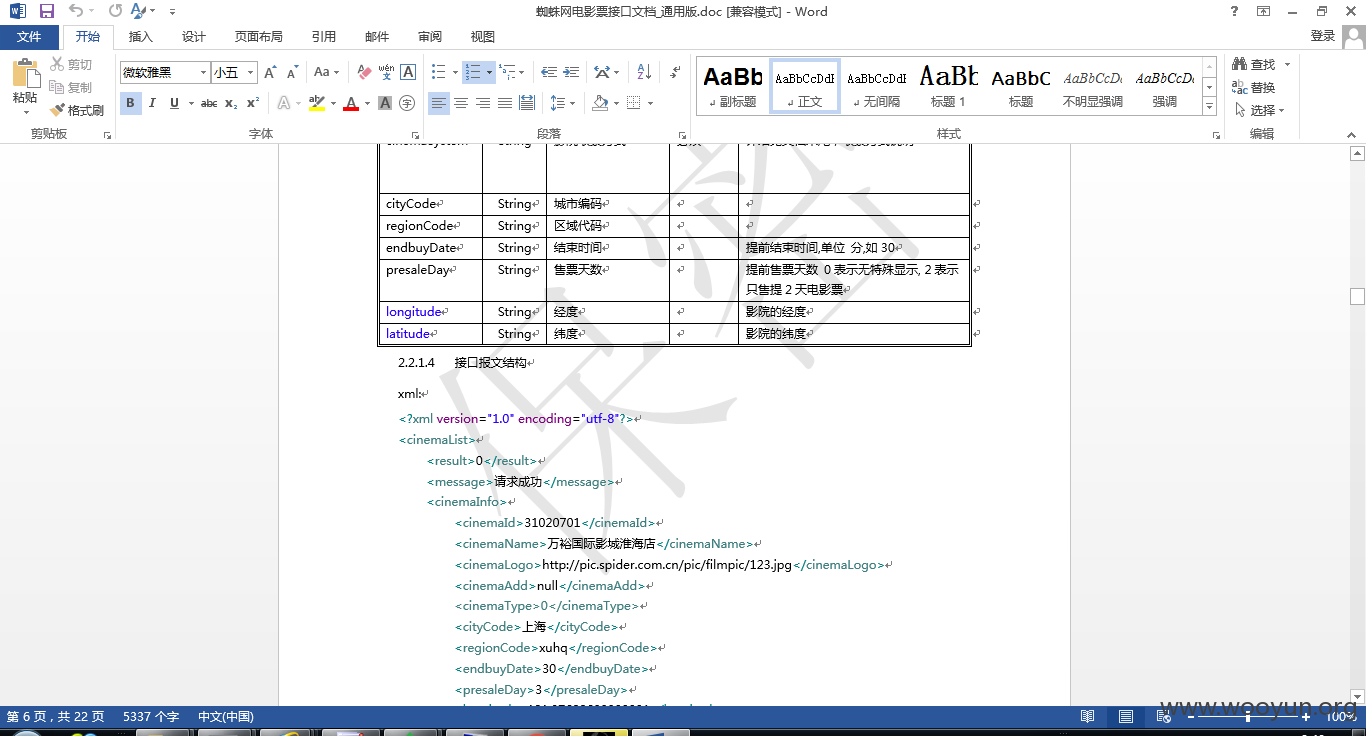 蜘蛛网电影票接口文档_通用版.doc [兼容模式] - Word
文件 开始 插入 设计 页面布局 引用 邮件 审阅 视图 登录
粘贴 剪切 复制 格式刷
微软雅黑 小五
AaBb AaBbCcDdI AaBbCcDdI AaBb AaBbC AaBbCcDc AaBbCcDc
副标题 正文 无间隔 标题 1 标题 不明显强调 强调
查找 替换 选择
剪贴板 字体 段落 样式 编辑
cityCode String 城市编码
regionCode String 区域代码
endbuyDate String 结束时间 提前结束时间,单位 分,如 30
presaleDay String 售票天数 提前售票天数 0 表示无特殊显示, 2 表示
只售提 2 天电影票
longitude String 经度 影院的经度
latitude String 纬度 影院的纬度
保密
2.2.1.4 接口报文结构
xml:
<?xml version="1.0" encoding="utf-8"?>
<cinemaList>
<result>0</result>
<message>请求成功</message>
<cinemaInfo>
<cinemaId>31020701</cinemaId>
<cinemaName>万裕国际影城淮海店</cinemaName>
<cinemaLogo>http://pic.spider.com.cn/pic/filmpic/123.jpg</cinemaLogo>
<cinemaAdd>null</cinemaAdd>
<cinemaType>0</cinemaType>
<cityCode>上海</cityCode>
<regionCode>xuhq</regionCode>
<endbuyDate>30</endbuyDate>
<presaleDay>3</presaleDay>
www.wooyun.org
第 6 页，共 22 页 5337 个字 中文(中国) 100%